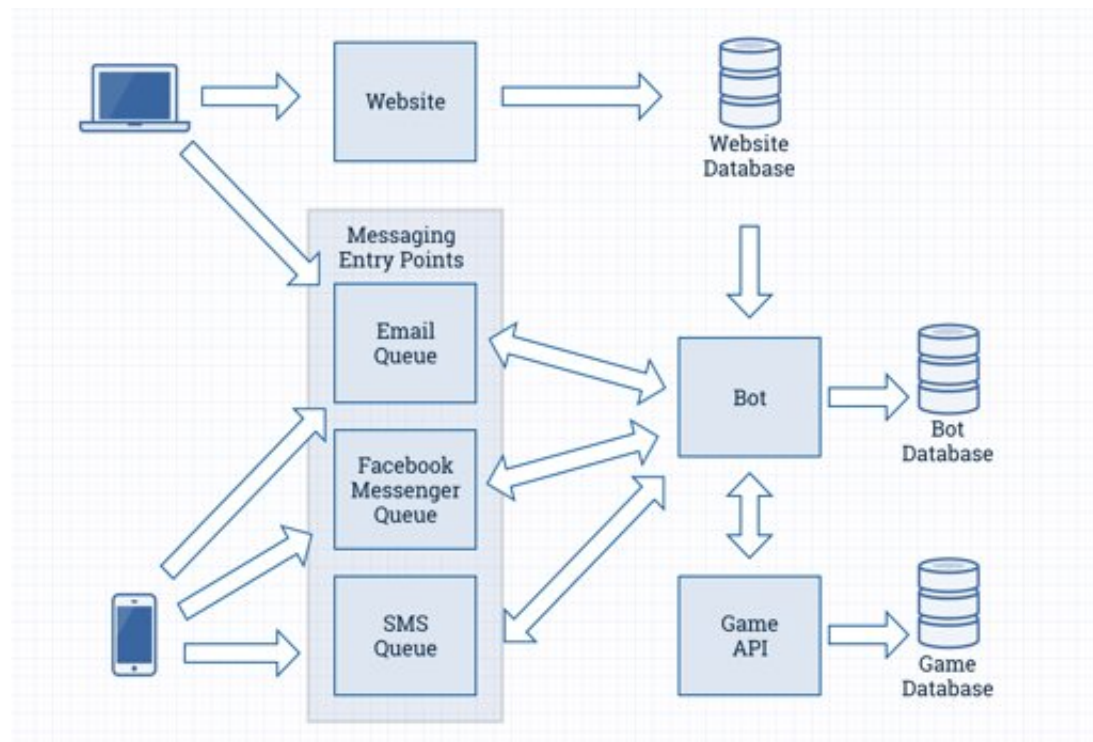 Website
Website
Database
Messaging
Entry Points
Email
Queue
Bot
Bot
Database
Facebook
Messenger
Queue
SMS
Queue
Game
API
Game
Database